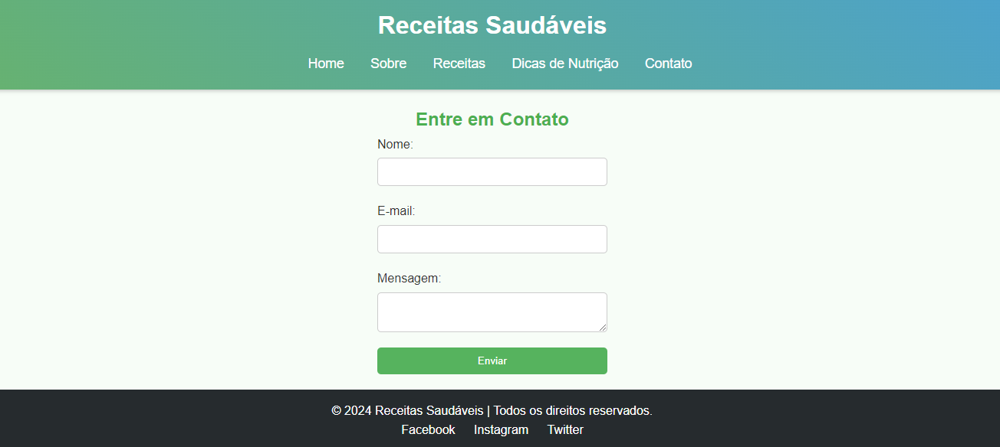 Receitas Saudáveis
Home Sobre Receitas Dicas de Nutrição Contato
Entre em Contato
Nome:
E-mail:
Mensagem:
Enviar
© 2024 Receitas Saudáveis | Todos os direitos reservados.
Facebook Instagram Twitter